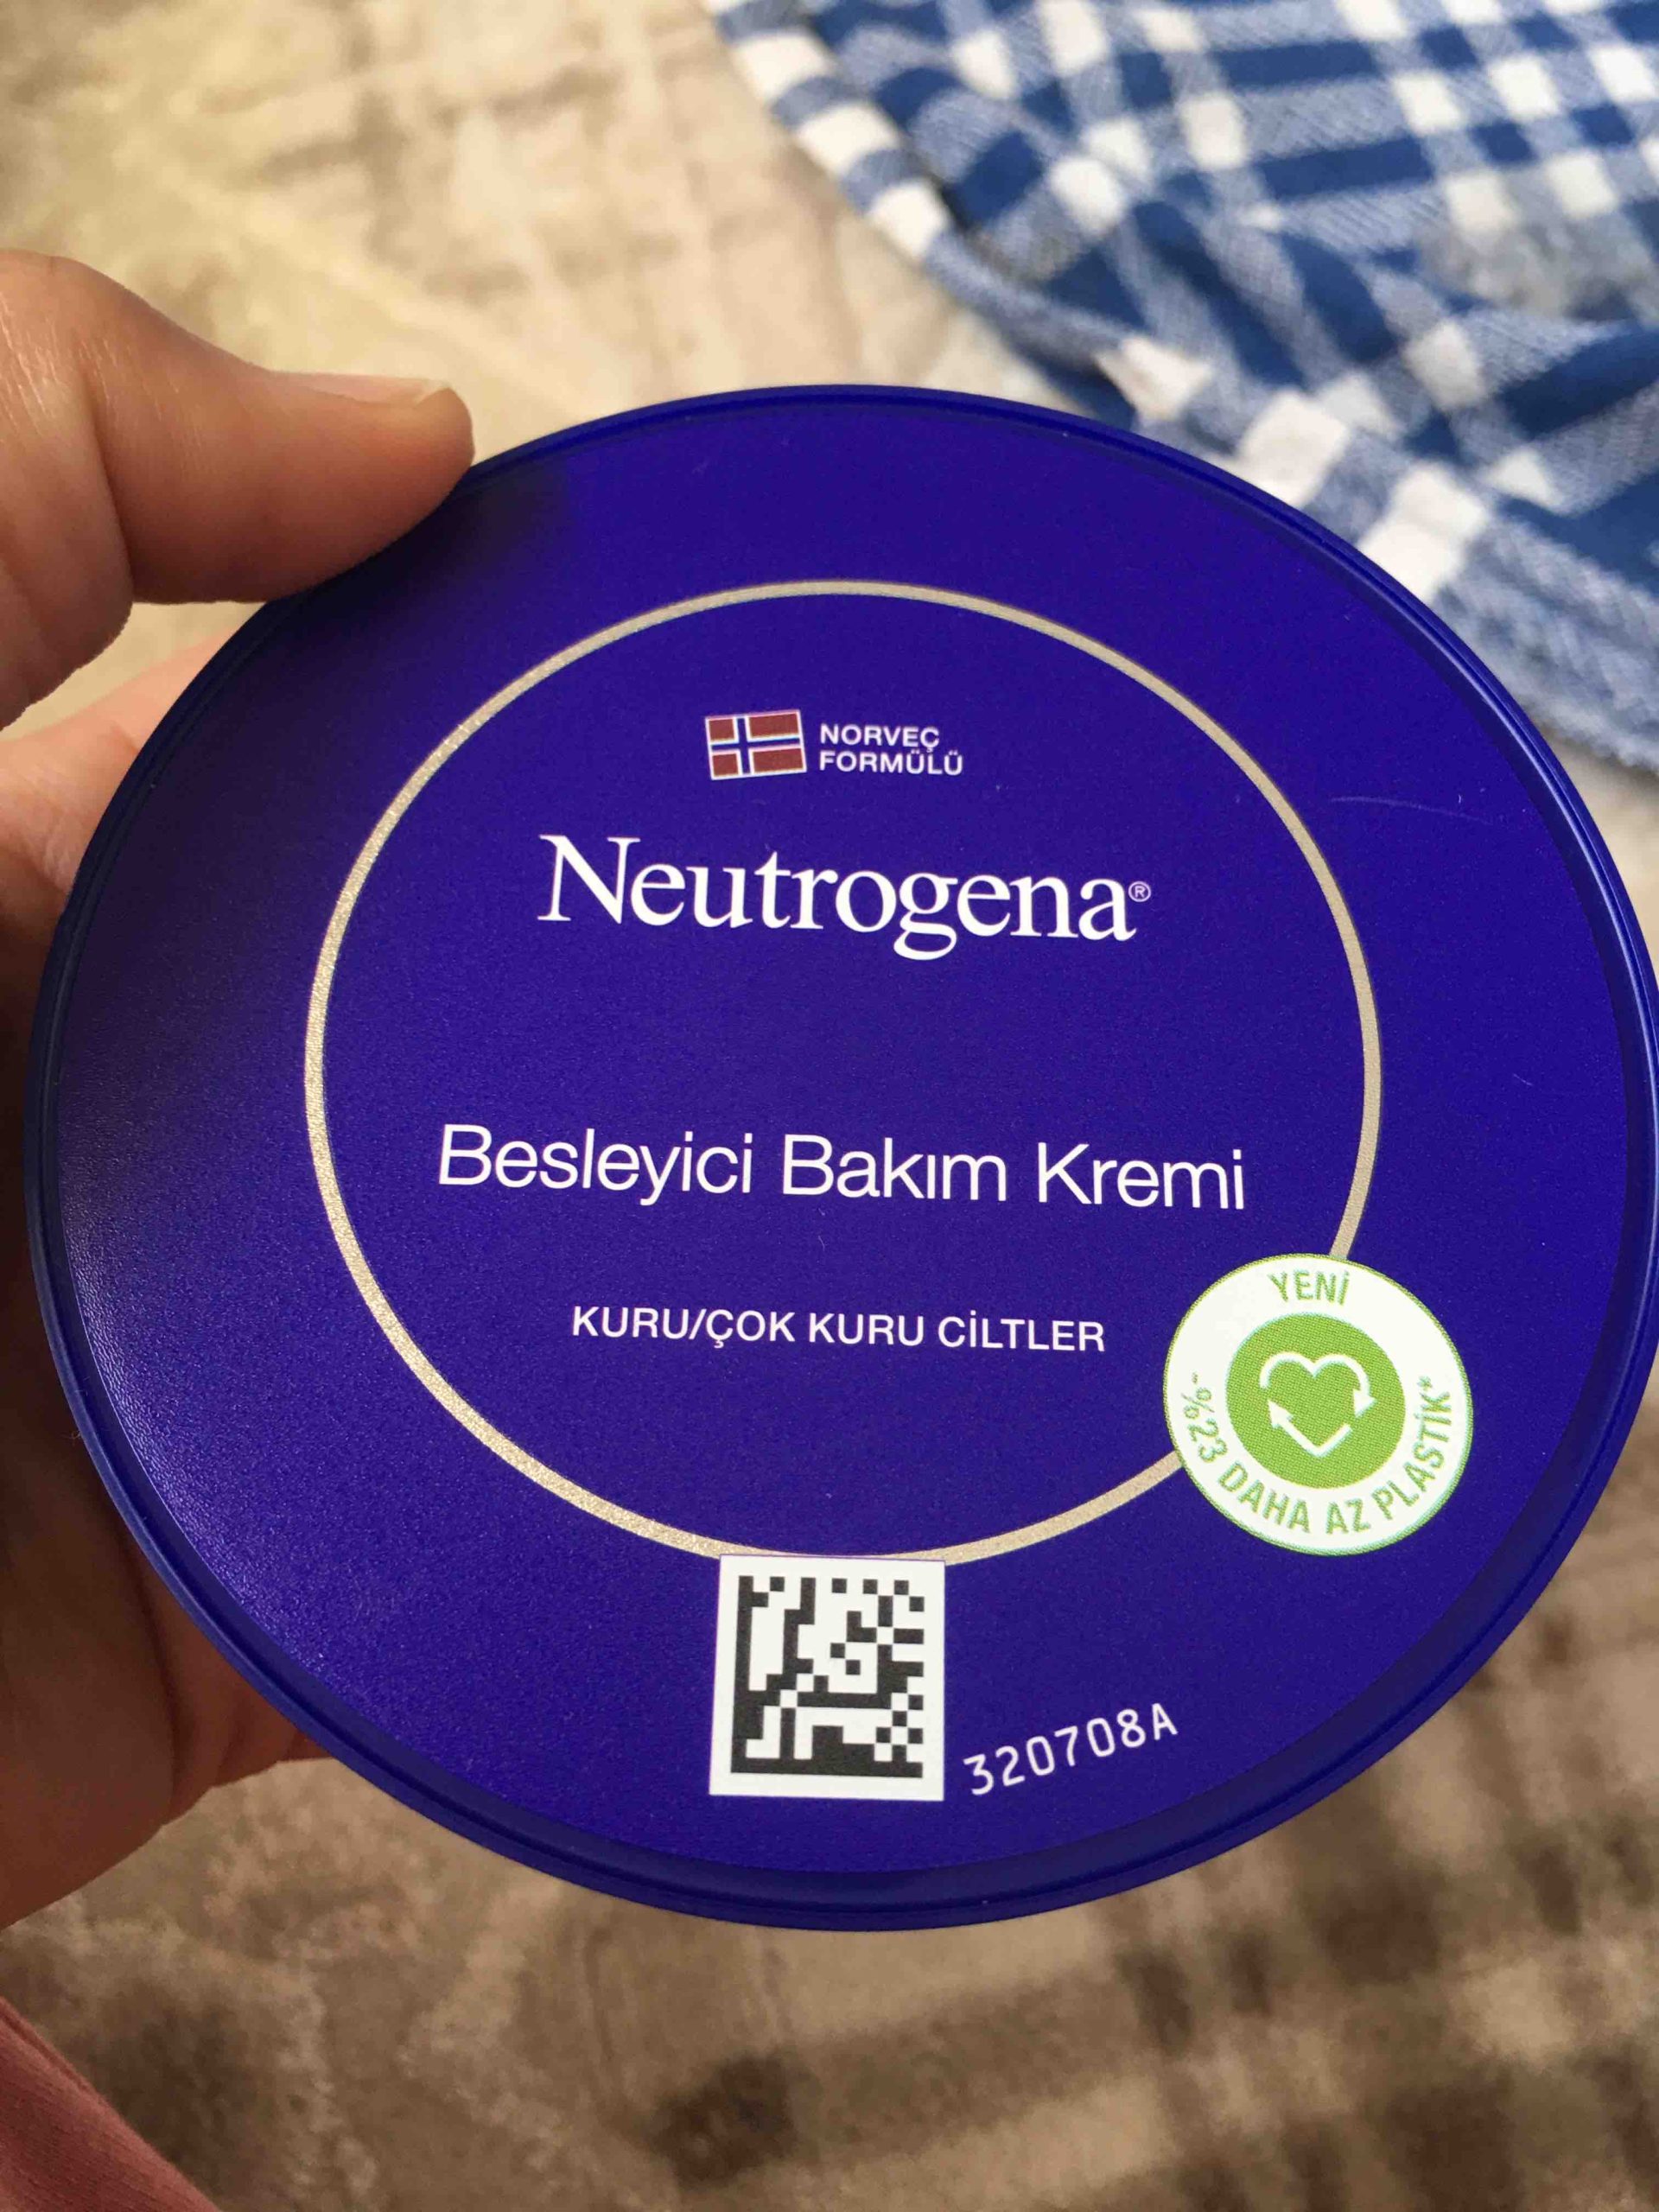 NORVEÇ
FORMÜLÜ
Neutrogena®
Besleyici Bakım Kremi
KURU/ÇOK KURU CİLTLER
YENİ
-%23 DAHA AZ PLASTİK*
320708A